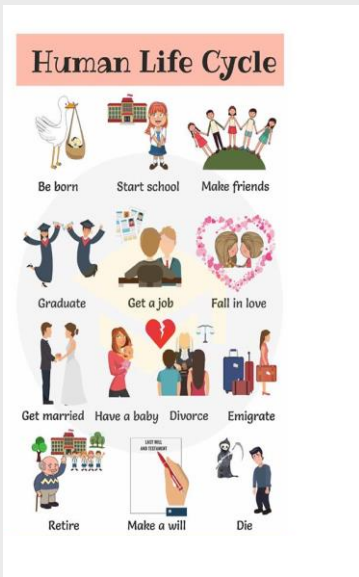 Human Life Cycle
Be born
Start school
Make friends
Graduate
Get a job
Fall in love
Get married
Have a baby
Divorce
Emigrate
LAST WILL
AND TESTAMENT
Retire
Make a will
Die